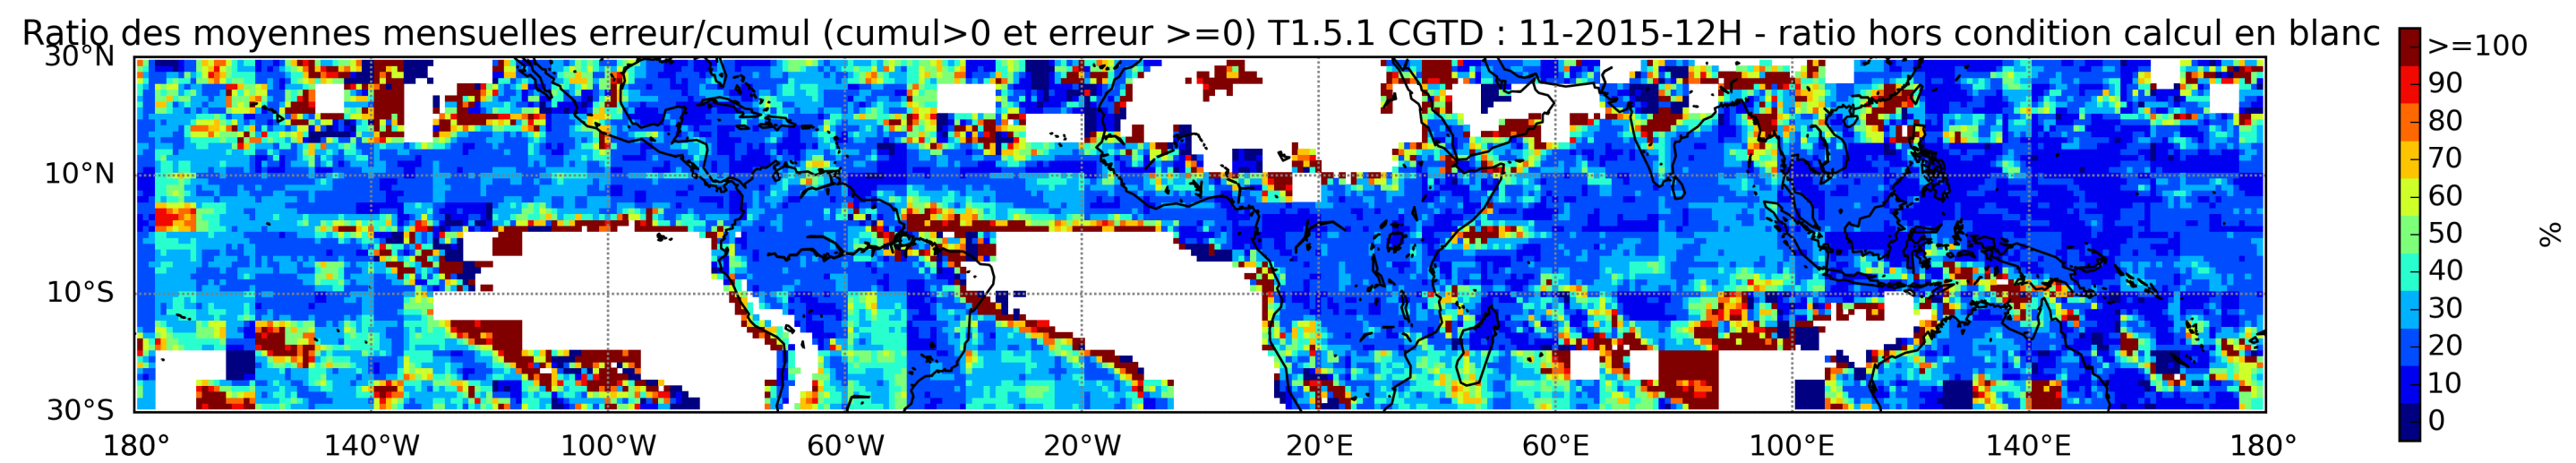 Ratio des moyennes mensuelles erreur/cumul (cumul>0 et erreur >=0) T1.5.1 CGTD : 11-2015-12H - ratio hors condition calcul en blanc
30°N
10°N
10°S
30°S
180° 140°W 100°W 60°W 20°W 20°E 60°E 100°E 140°E 180°
>=100
90
80
70
60
50
40
30
20
10
0
%